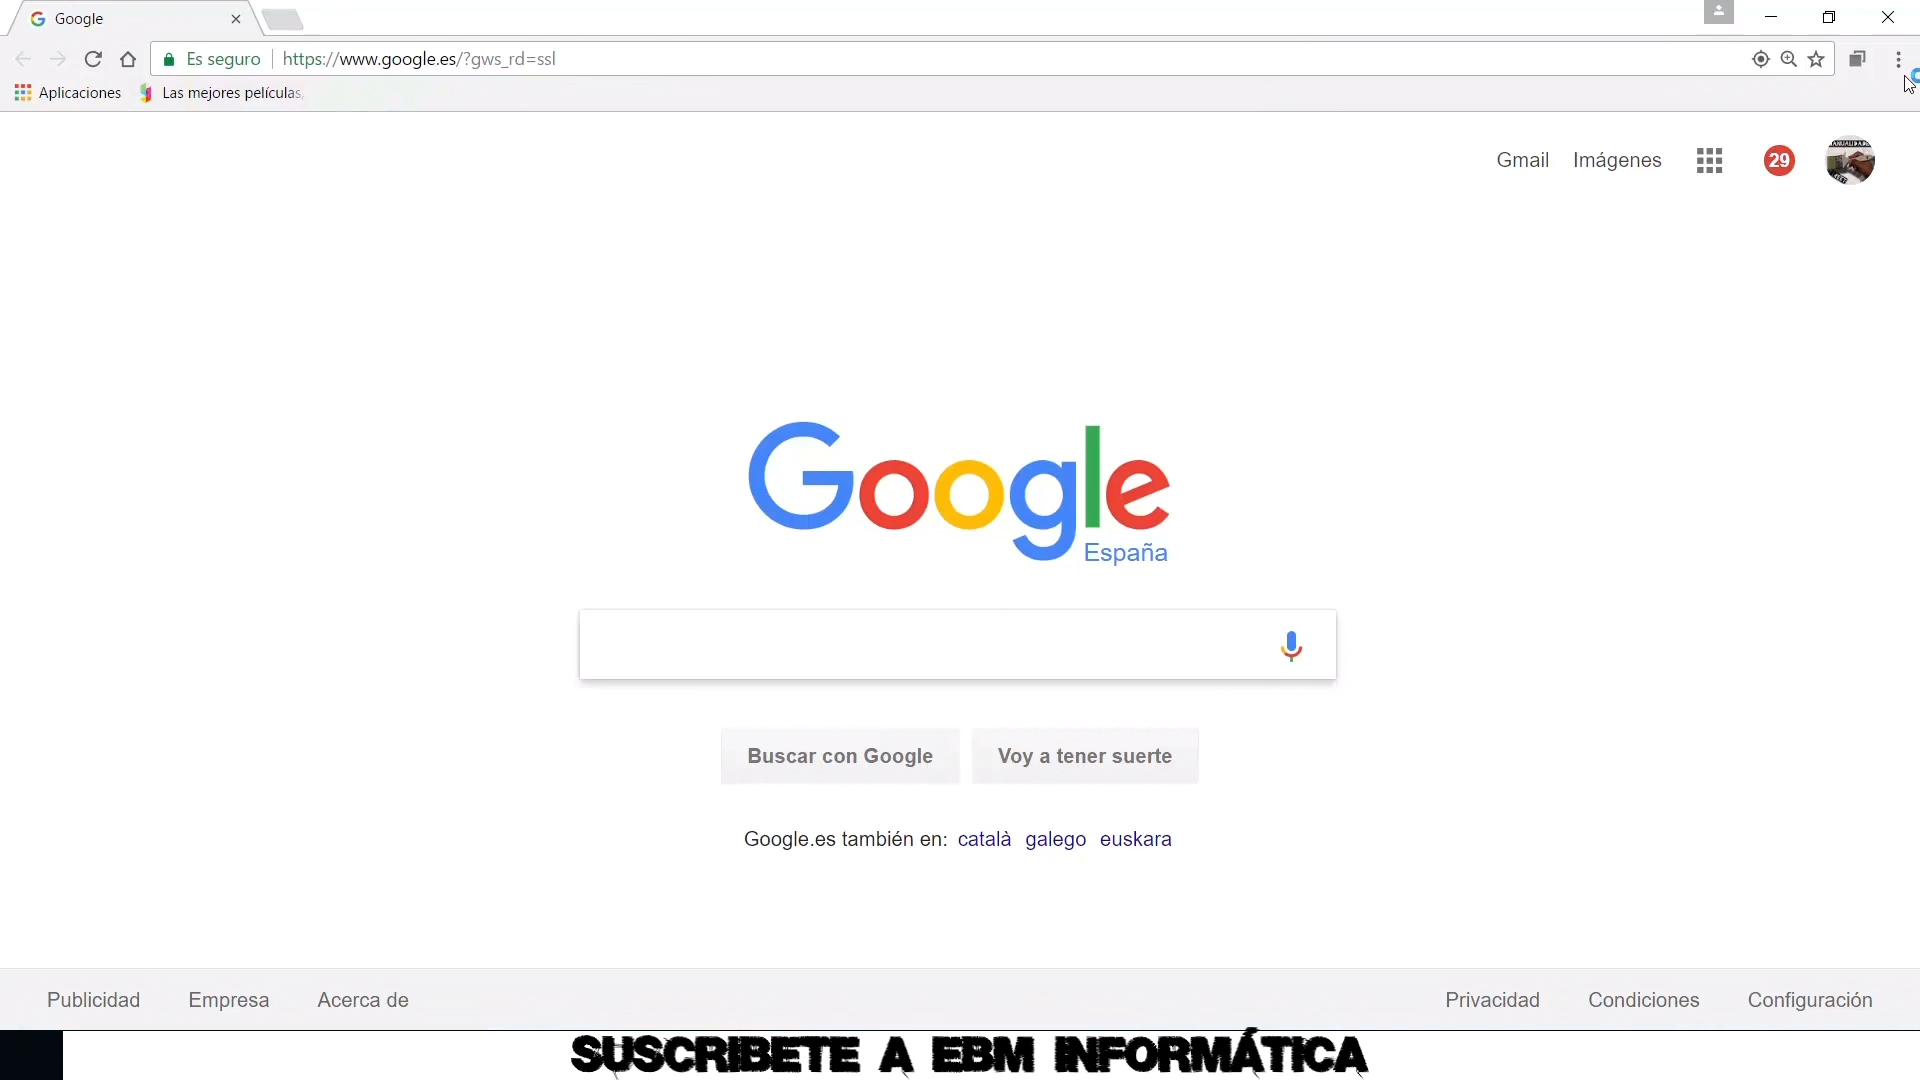 Google
Es seguro
https://www.google.es/?gws_rd=ssl
Aplicaciones
Las mejores películas,
Gmail
Imágenes
29
Google
España
Buscar con Google
Voy a tener suerte
Google.es también en: català galego euskara
Publicidad
Empresa
Acerca de
Privacidad
Condiciones
Configuración
SUSCRIBETE A EBM INFORMÁTICA